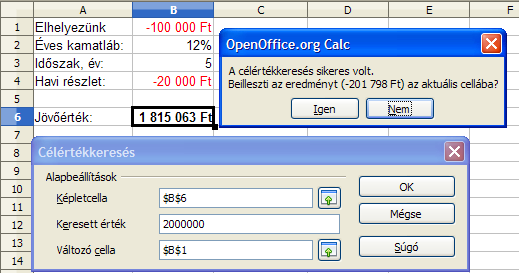 A B C D E F
1 Elhelyezünk -100 000 Ft
2 Éves kamatláb: 12%
3 Időszak, év: 5
4 Havi részlet: -20 000 Ft
5
6 Jövőérték: 1 815 063 Ft
7
8
9
10
11
12
13
14
OpenOffice.org Calc
A célértékkeresés sikeres volt.
Beilleszti az eredményt (-201 798 Ft) az aktuális cellába?
Igen Nem
Célértékkeresés
Alapbeállítások
Képletcella $B$6 OK
Keresett érték 2000000 Mégse
Változó cella $B$1 Súgó